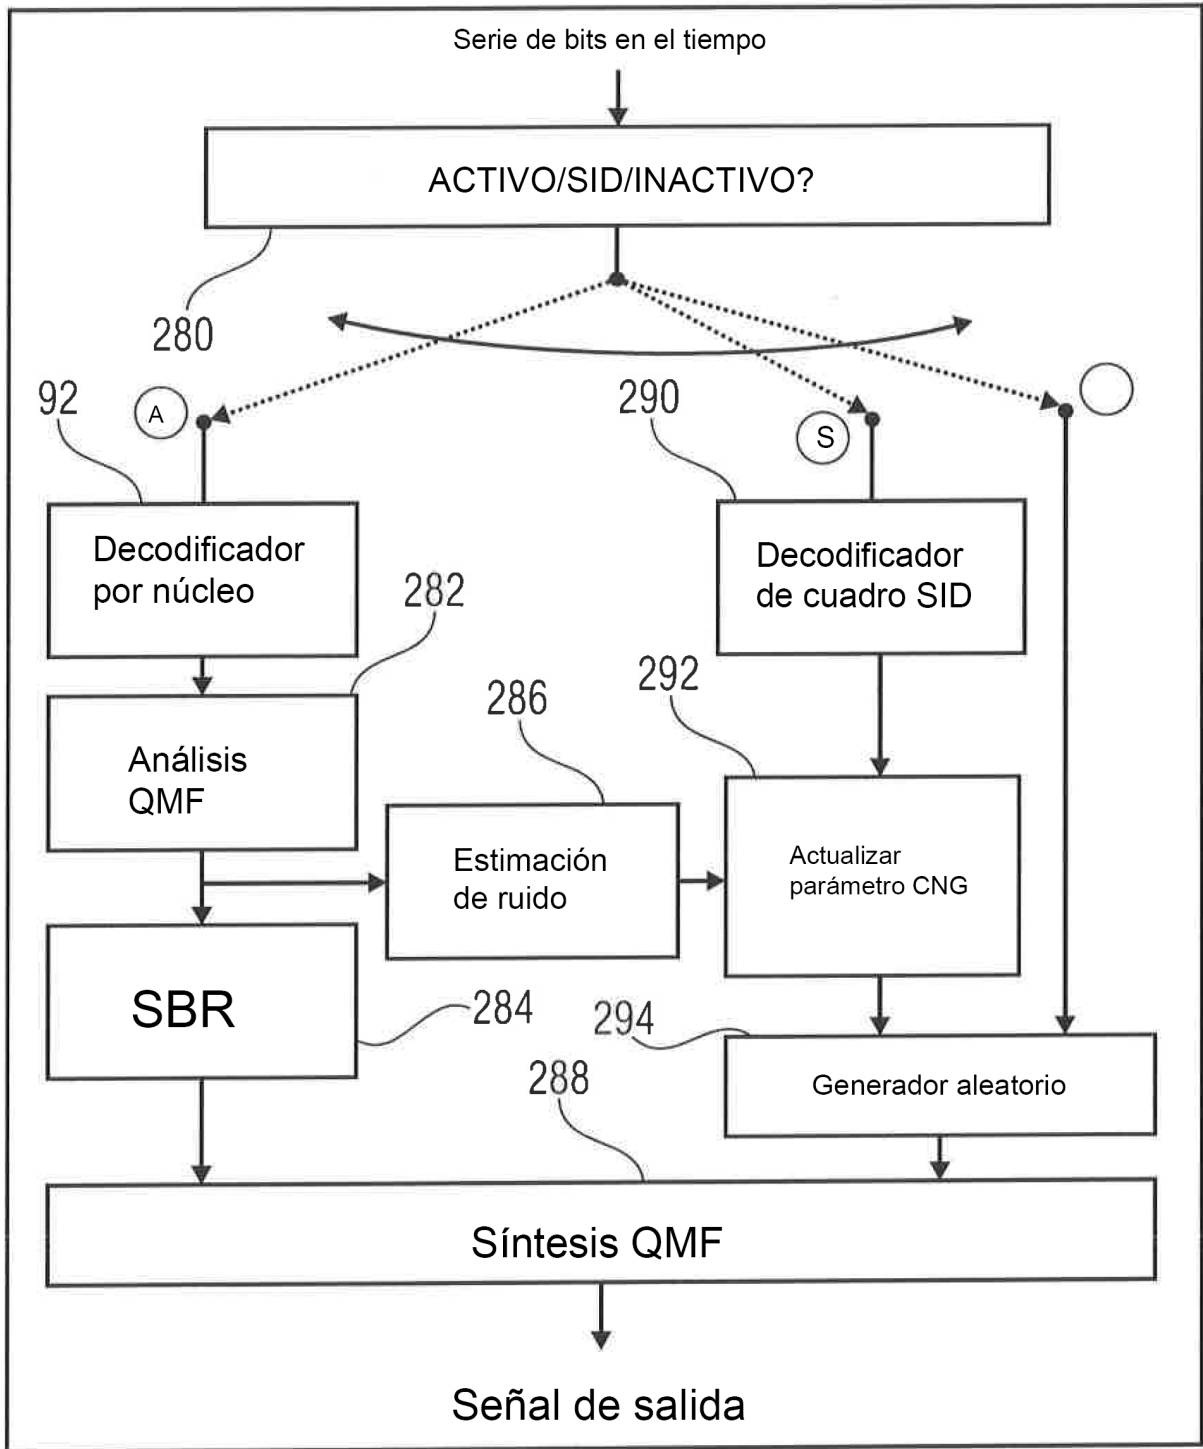 Serie de bits en el tiempo
ACTIVO/SID/INACTIVO?
280
92
A
290
S
Decodificador
por núcleo
282
Decodificador
de cuadro SID
286
292
Análisis
QMF
Estimación
de ruido
Actualizar
parámetro CNG
SBR
284
294
288
Generador aleatorio
Síntesis QMF
Señal de salida